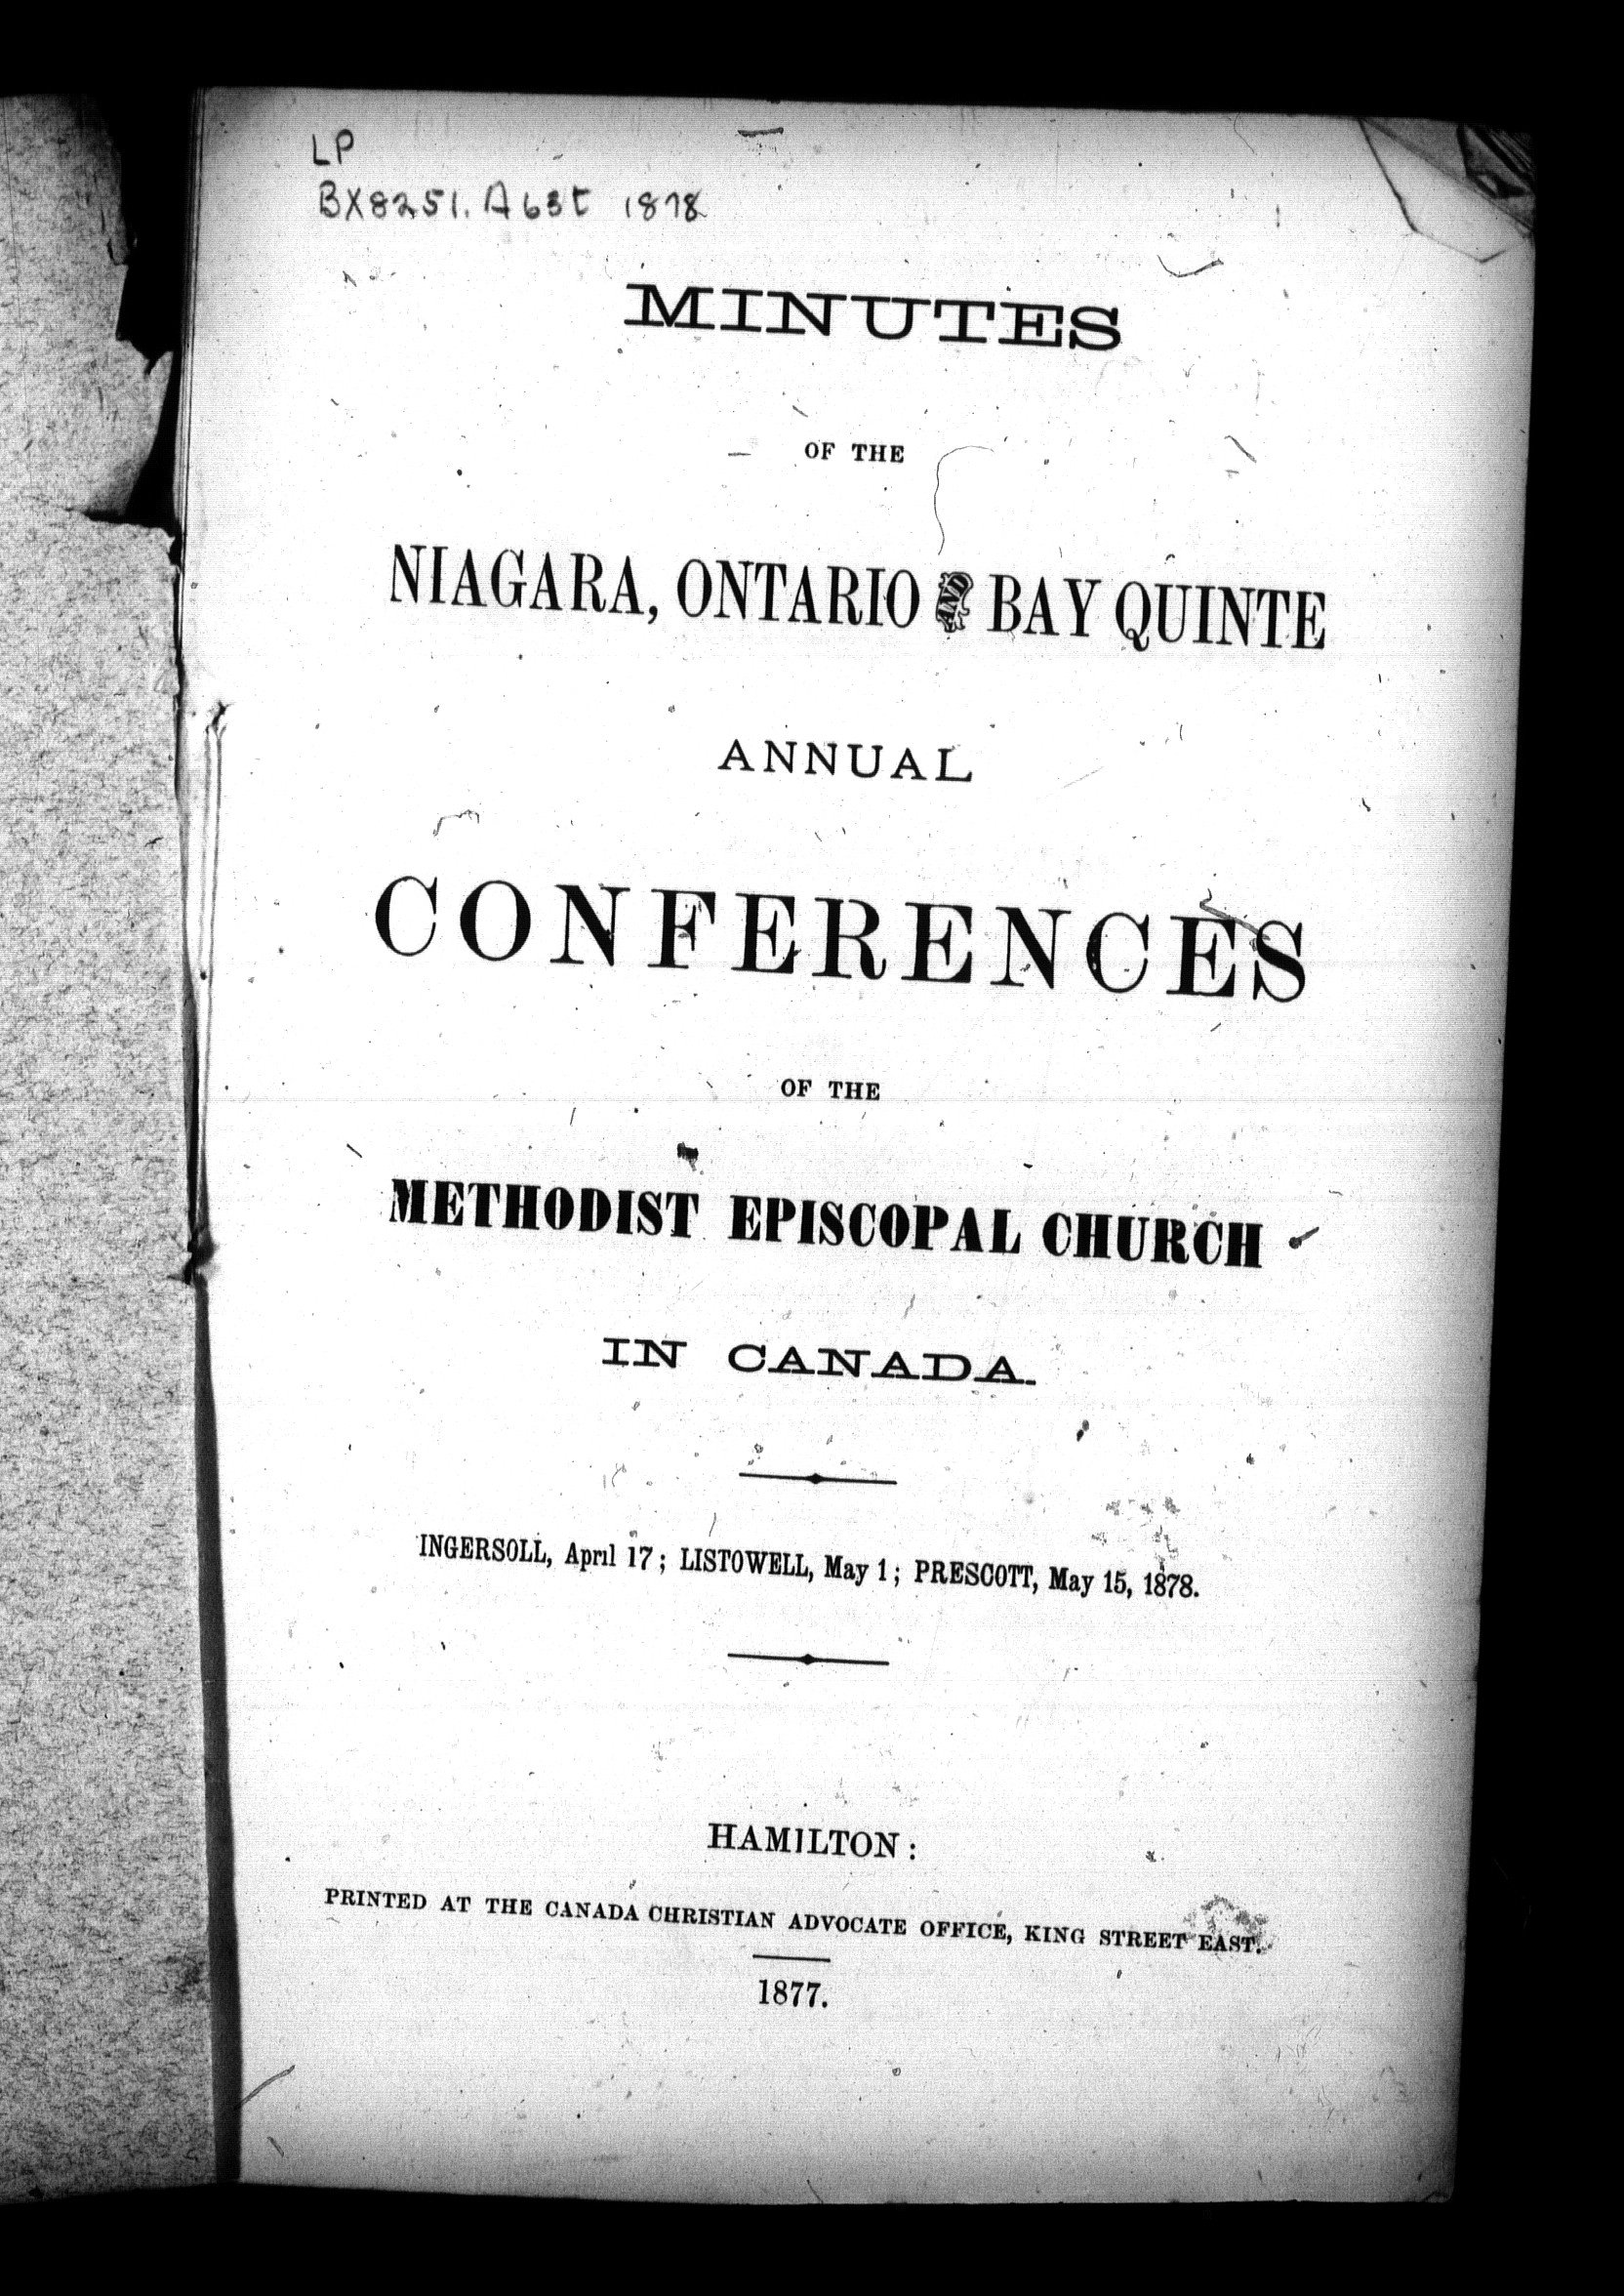 LP
BX8251.A63t 1878
MINUTES
OF THE
NIAGARA, ONTARIO AND BAY QUINTE
ANNUAL
CONFERENCES
OF THE
METHODIST EPISCOPAL CHURCH
IN CANADA.
INGERSOLL, April 17; LISTOWELL, May 1; PRESCOTT, May 15, 1878.
HAMILTON:
PRINTED AT THE CANADA CHRISTIAN ADVOCATE OFFICE, KING STREET EAST.
1877.